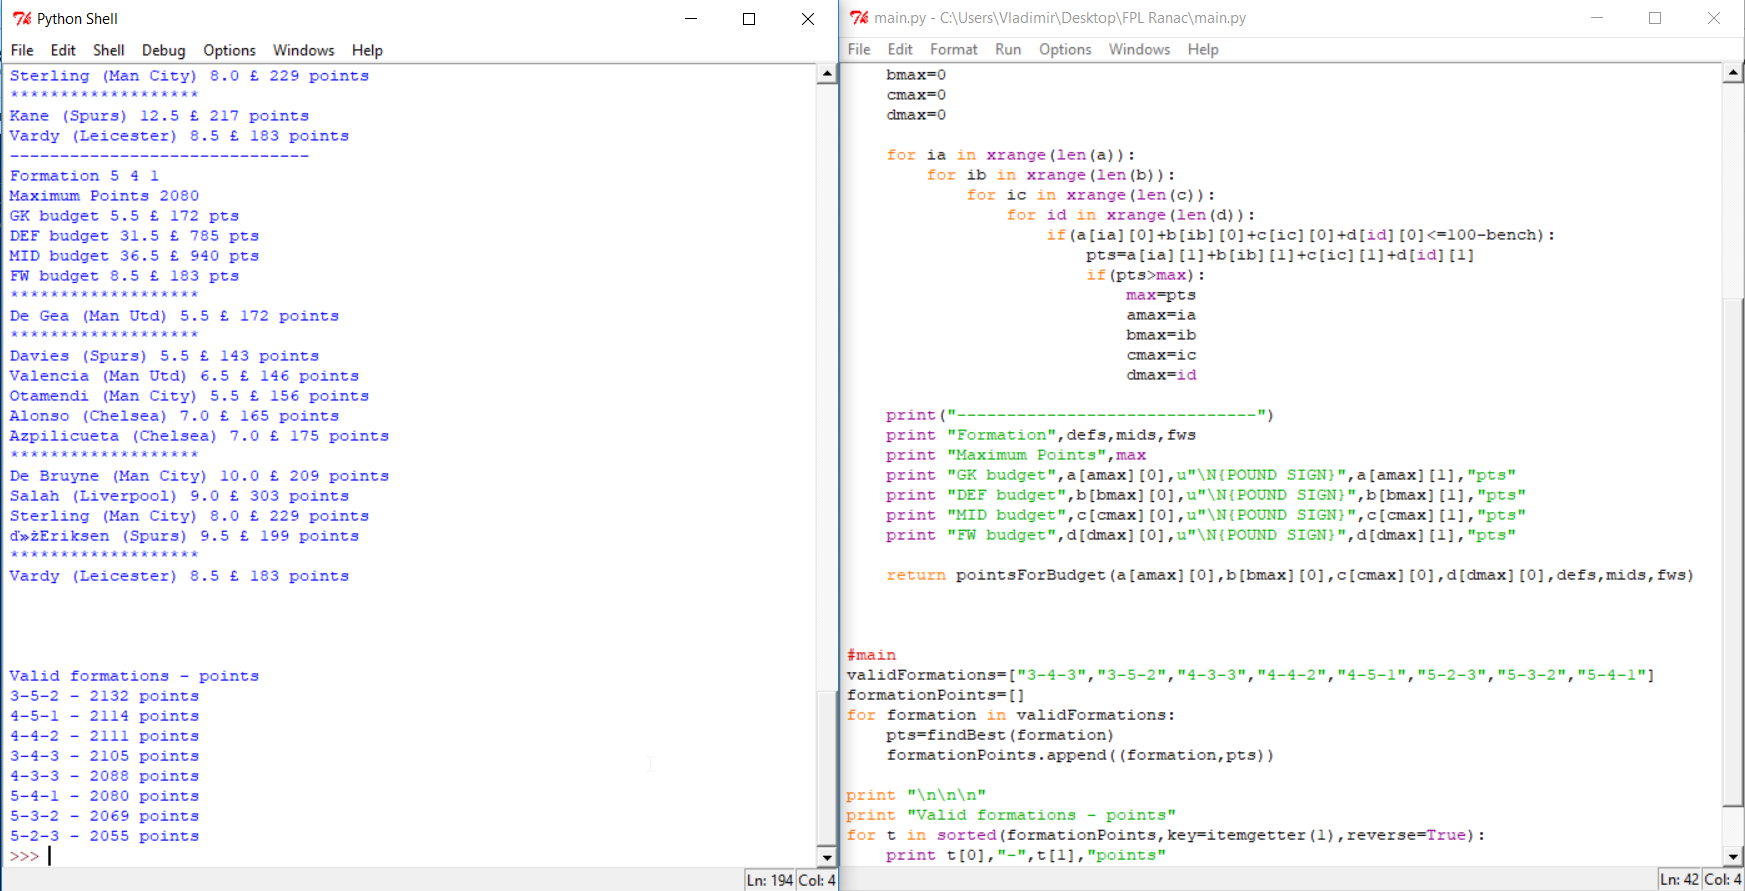 Python Shell
File Edit Shell Debug Options Windows Help
Sterling (Man City) 8.0 £ 229 points
*******************
Kane (Spurs) 12.5 £ 217 points
Vardy (Leicester) 8.5 £ 183 points
------------------------------
Formation 5 4 1
Maximum Points 2080
GK budget 5.5 £ 172 pts
DEF budget 31.5 £ 785 pts
MID budget 36.5 £ 940 pts
FW budget 8.5 £ 183 pts
*******************
De Gea (Man Utd) 5.5 £ 172 points
*******************
Davies (Spurs) 5.5 £ 143 points
Valencia (Man Utd) 6.5 £ 146 points
Otamendi (Man City) 5.5 £ 156 points
Alonso (Chelsea) 7.0 £ 165 points
Azpilicueta (Chelsea) 7.0 £ 175 points
*******************
De Bruyne (Man City) 10.0 £ 209 points
Salah (Liverpool) 9.0 £ 303 points
Sterling (Man City) 8.0 £ 229 points
ď»żEriksen (Spurs) 9.5 £ 199 points
*******************
Vardy (Leicester) 8.5 £ 183 points
Valid formations - points
3-5-2 - 2132 points
4-5-1 - 2114 points
4-4-2 - 2111 points
3-4-3 - 2105 points
4-3-3 - 2088 points
5-4-1 - 2080 points
5-3-2 - 2069 points
5-2-3 - 2055 points
>>>
Ln: 194 Col: 4
main.py - C:\Users\Vladimir\Desktop\FPL Ranac\main.py
File Edit Format Run Options Windows Help
bmax=0
cmax=0
dmax=0
for ia in xrange(len(a)):
for ib in xrange(len(b)):
for ic in xrange(len(c)):
for id in xrange(len(d)):
if(a[ia][0]+b[ib][0]+c[ic][0]+d[id][0]<=100-bench):
pts=a[ia][1]+b[ib][1]+c[ic][1]+d[id][1]
if(pts>max):
max=pts
amax=ia
bmax=ib
cmax=ic
dmax=id
print("------------------------------")
print "Formation",defs,mids,fws
print "Maximum Points",max
print "GK budget",a[amax][0],u"\N{POUND SIGN}",a[amax][1],"pts"
print "DEF budget",b[bmax][0],u"\N{POUND SIGN}",b[bmax][1],"pts"
print "MID budget",c[cmax][0],u"\N{POUND SIGN}",c[cmax][1],"pts"
print "FW budget",d[dmax][0],u"\N{POUND SIGN}",d[dmax][1],"pts"
return pointsForBudget(a[amax][0],b[bmax][0],c[cmax][0],d[dmax][0],defs,mids,fws)
#main
validFormations=["3-4-3","3-5-2","4-3-3","4-4-2","4-5-1","5-2-3","5-3-2","5-4-1"]
formationPoints=[]
for formation in validFormations:
pts=findBest(formation)
formationPoints.append((formation,pts))
print "\n\n\n"
print "Valid formations - points"
for t in sorted(formationPoints,key=itemgetter(1),reverse=True):
print t[0],"-",t[1],"points"
Ln: 42 Col: 4